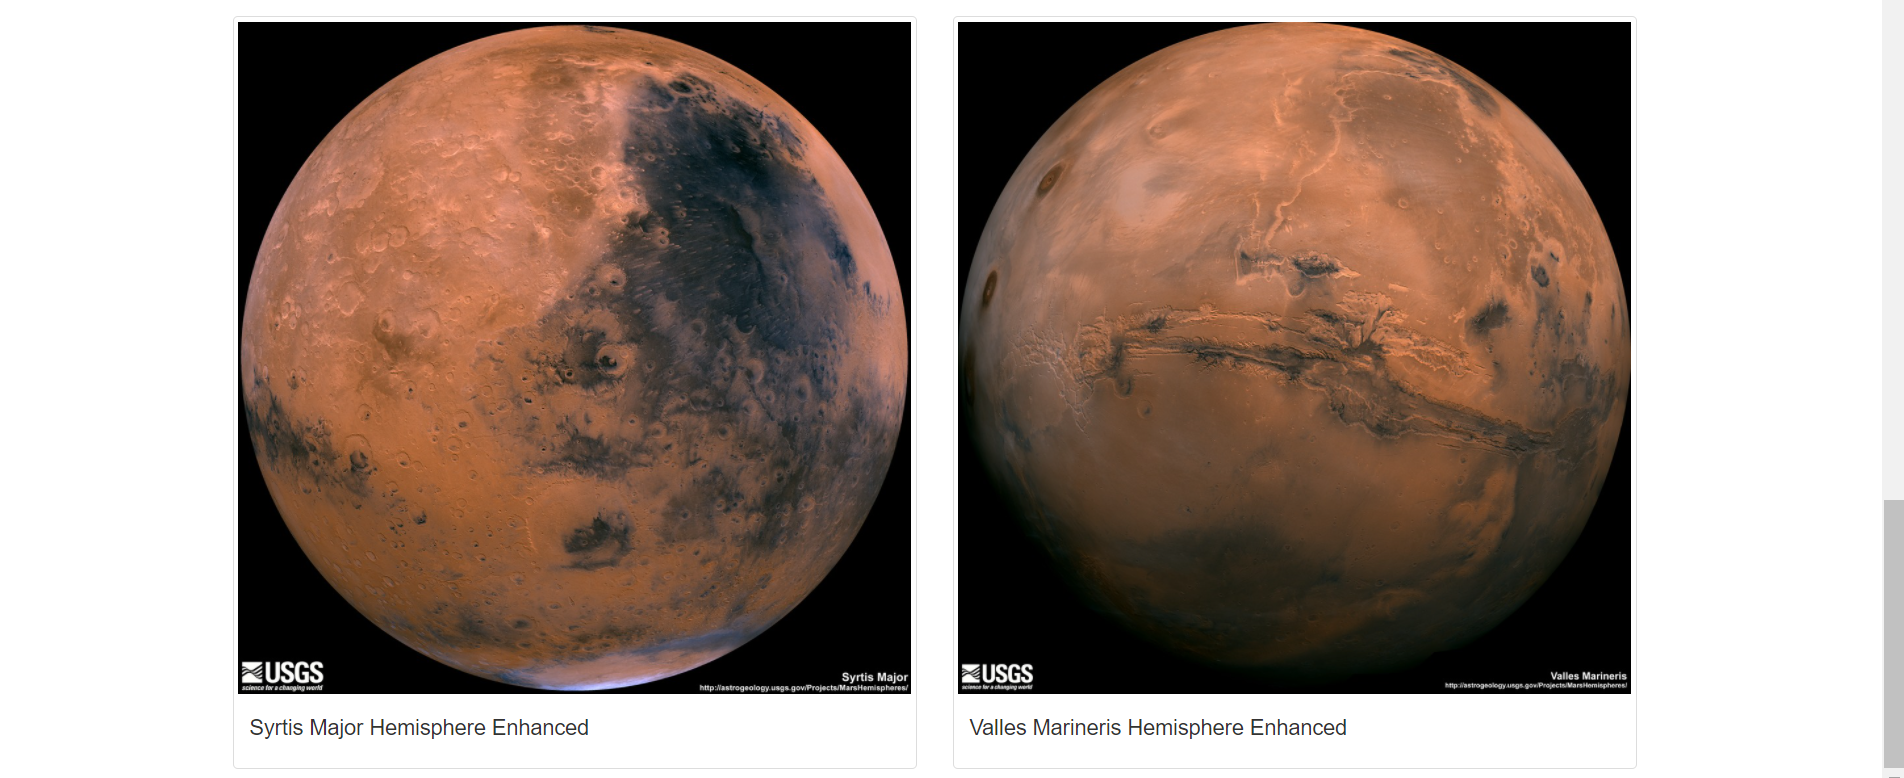 USGS
science for a changing world
Syrtis Major
http://astrogeology.usgs.gov/Projects/MarsHemispheres/
Syrtis Major Hemisphere Enhanced
USGS
science for a changing world
Valles Marineris
http://astrogeology.usgs.gov/Projects/MarsHemispheres/
Valles Marineris Hemisphere Enhanced